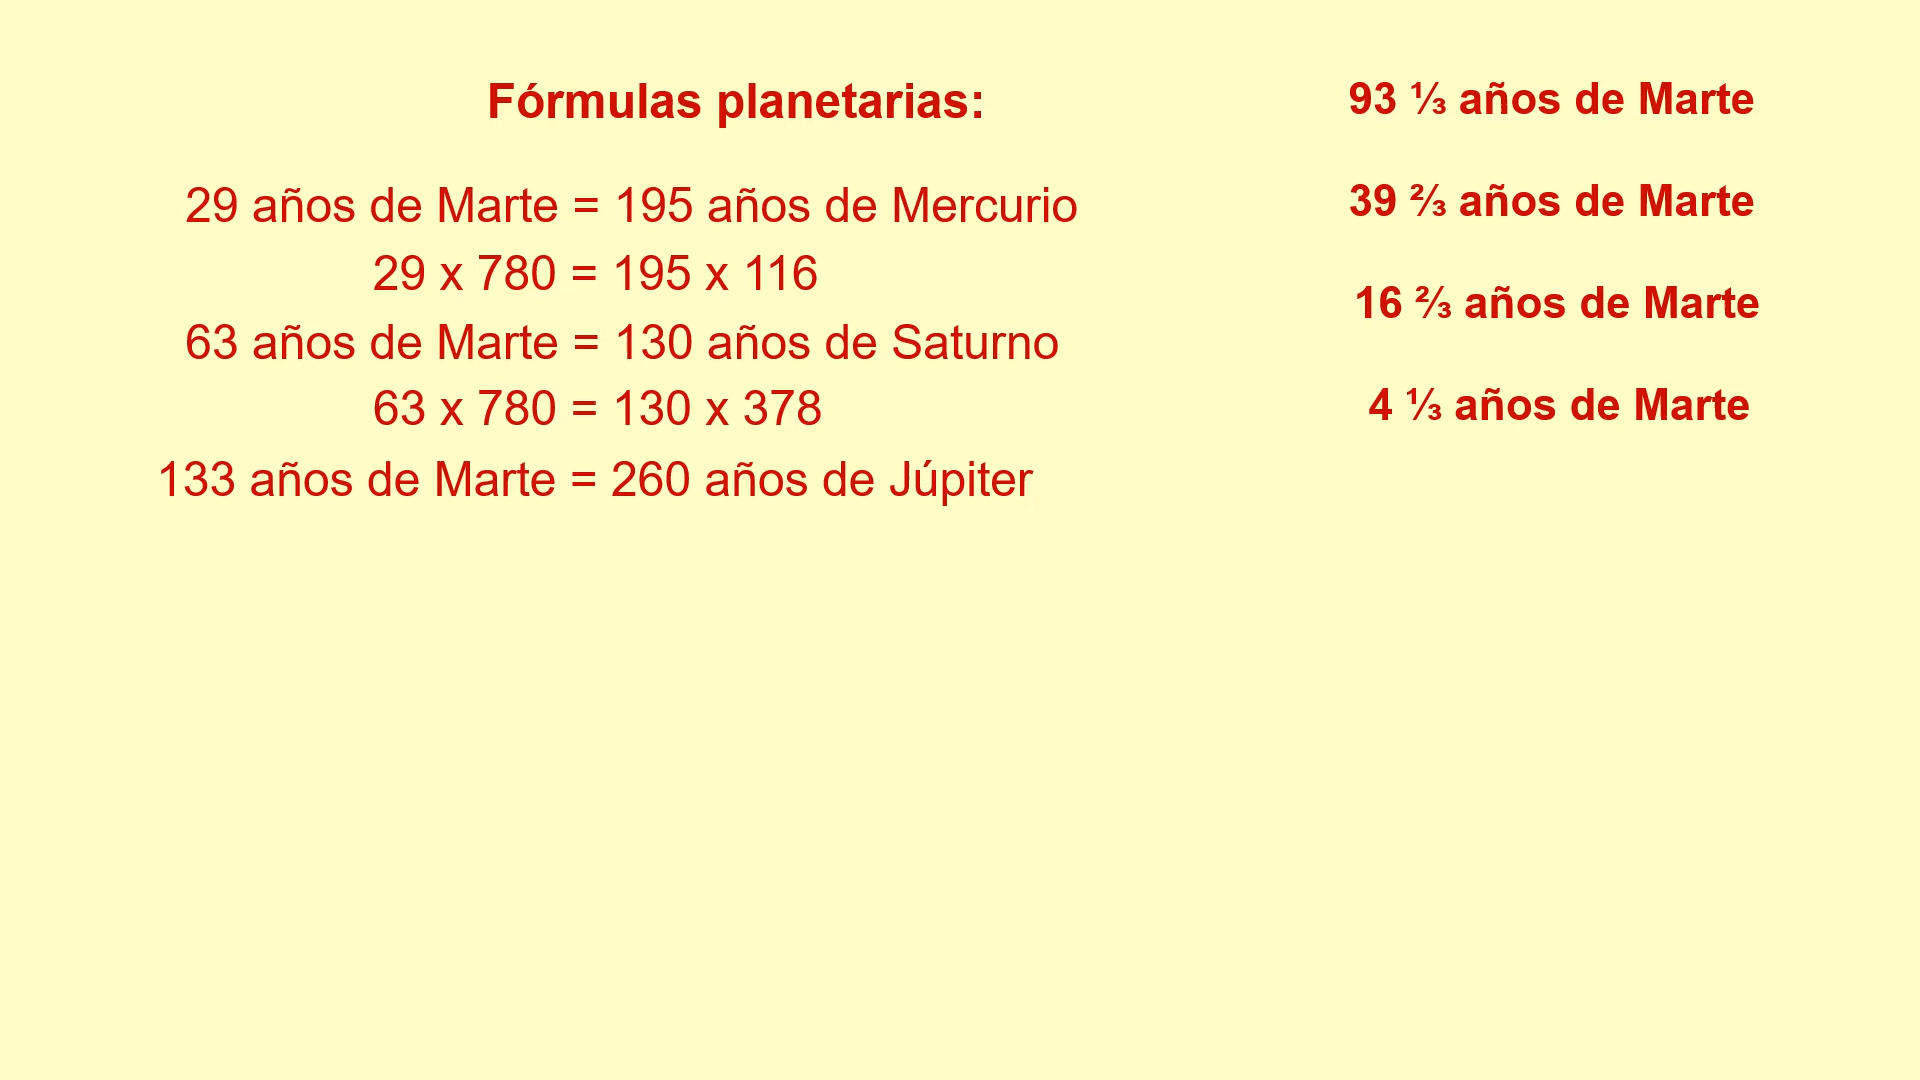 Fórmulas planetarias:
29 años de Marte = 195 años de Mercurio
29 x 780 = 195 x 116
63 años de Marte = 130 años de Saturno
63 x 780 = 130 x 378
133 años de Marte = 260 años de Júpiter
93 ⅓ años de Marte
39 ⅔ años de Marte
16 ⅔ años de Marte
4 ⅓ años de Marte